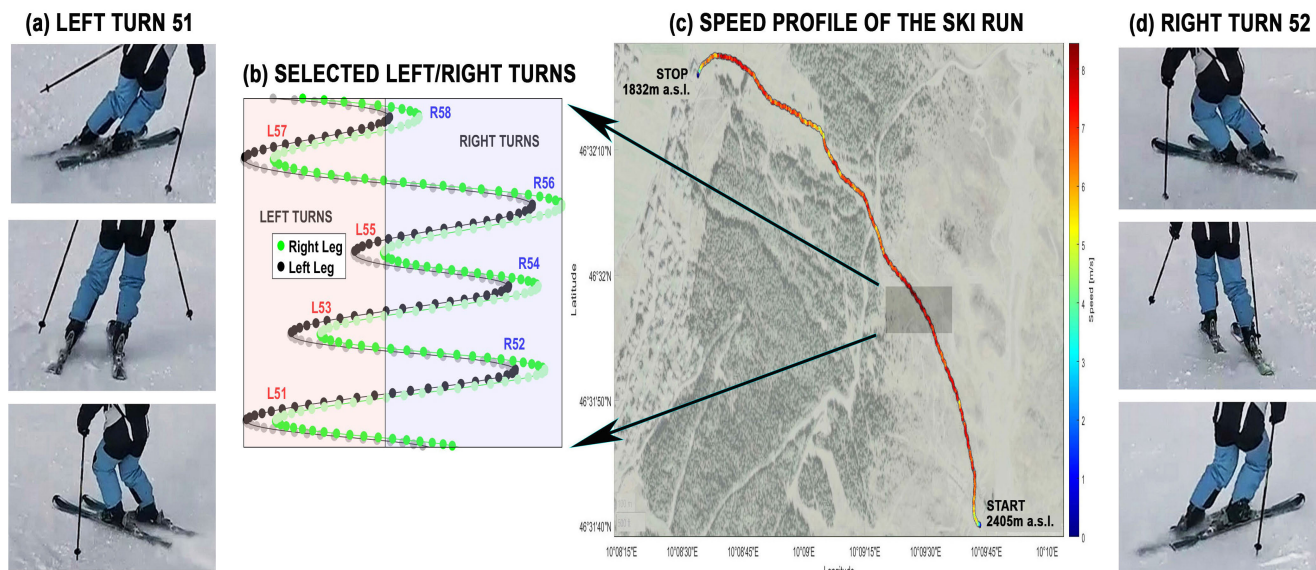 (a) LEFT TURN 51
(b) SELECTED LEFT/RIGHT TURNS
R58
L57
RIGHT TURNS
R56
LEFT TURNS
L55
Right Leg
Left Leg
R54
L53
R52
L51
Latitude
(c) SPEED PROFILE OF THE SKI RUN
STOP
1832m a.s.l.
START
2405m a.s.l.
46°32'10"N
46°32'N
46°31'50"N
46°31'40"N
10°08'15"E
10°08'30"E
10°08'45"E
10°09'E
10°09'15"E
10°09'30"E
10°09'45"E
10°10'E
8
7
6
5
4
3
2
1
0
Speed [m/s]
(d) RIGHT TURN 52